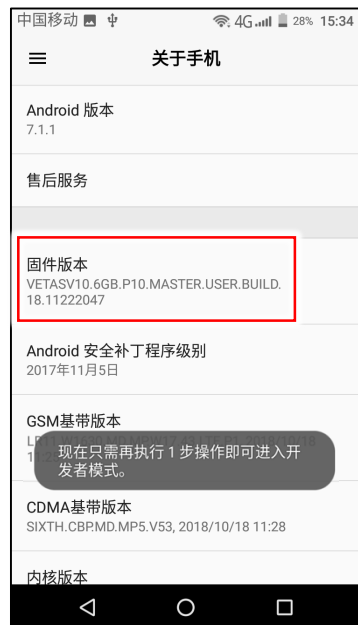 中国移动 4G 28% 15:34
关于手机
Android 版本
7.1.1
售后服务
固件版本
VETASV10.6GB.P10.MASTER.USER.BUILD.
18.11222047
Android 安全补丁程序级别
2017年11月5日
GSM基带版本
现在只需再执行 1 步操作即可进入开
发者模式。
CDMA基带版本
SIXTH.CBP.MD.MP5.V53, 2018/10/18 11:28
内核版本